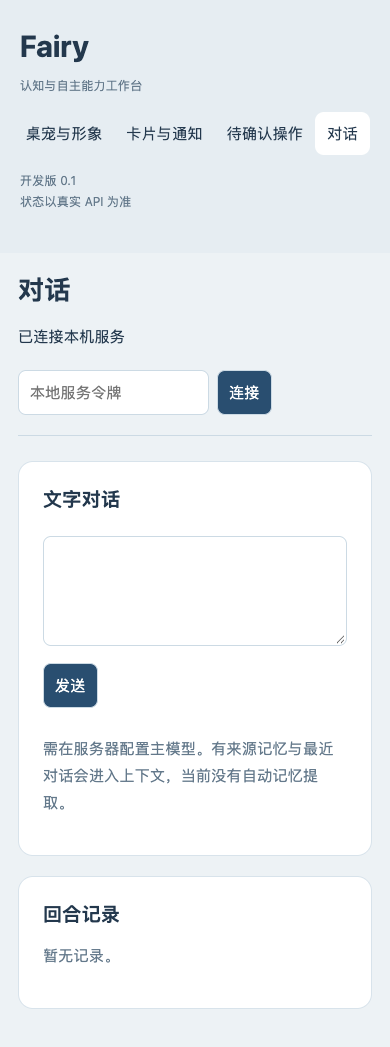 Fairy
认知与自主能力工作台
桌宠与形象
卡片与通知
待确认操作
对话
开发版 0.1
状态以真实 API 为准
对话
已连接本机服务
本地服务令牌
连接
文字对话
发送
需在服务器配置主模型。有来源记忆与最近
对话会进入上下文，当前没有自动记忆提
取。
回合记录
暂无记录。